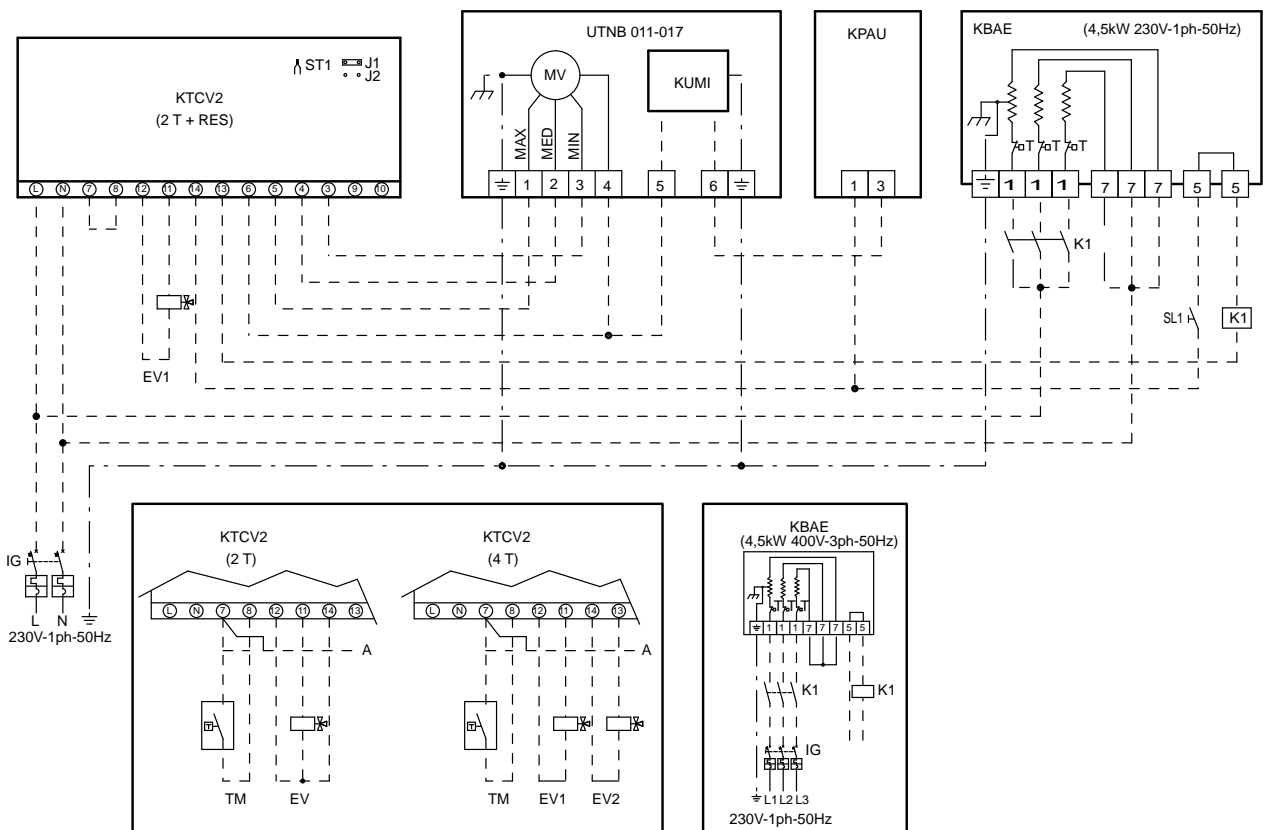 ST1
J1
J2
KTCV2
(2 T + RES)
L N 7 8 12 11 14 13 6 5 4 3 9 10
UTNB 011-017
MV
KUMI
MAX
MED
MIN
1 2 3 4 5 6
KPAU
1 3
KBAE
(4,5kW 230V-1ph-50Hz)
T T T
1 1 1 7 7 7 5 5
K1
SL1
K1
EV1
IG
L N
230V-1ph-50Hz
KTCV2
(2 T)
L N 7 8 12 11 14 13
A
T
TM
EV
KTCV2
(4 T)
L N 7 8 12 11 14 13
A
T
TM
EV1
EV2
KBAE
(4,5kW 400V-3ph-50Hz)
T T T
1 1 1 7 7 7 5 5
K1
K1
IG
L1 L2 L3
230V-1ph-50Hz